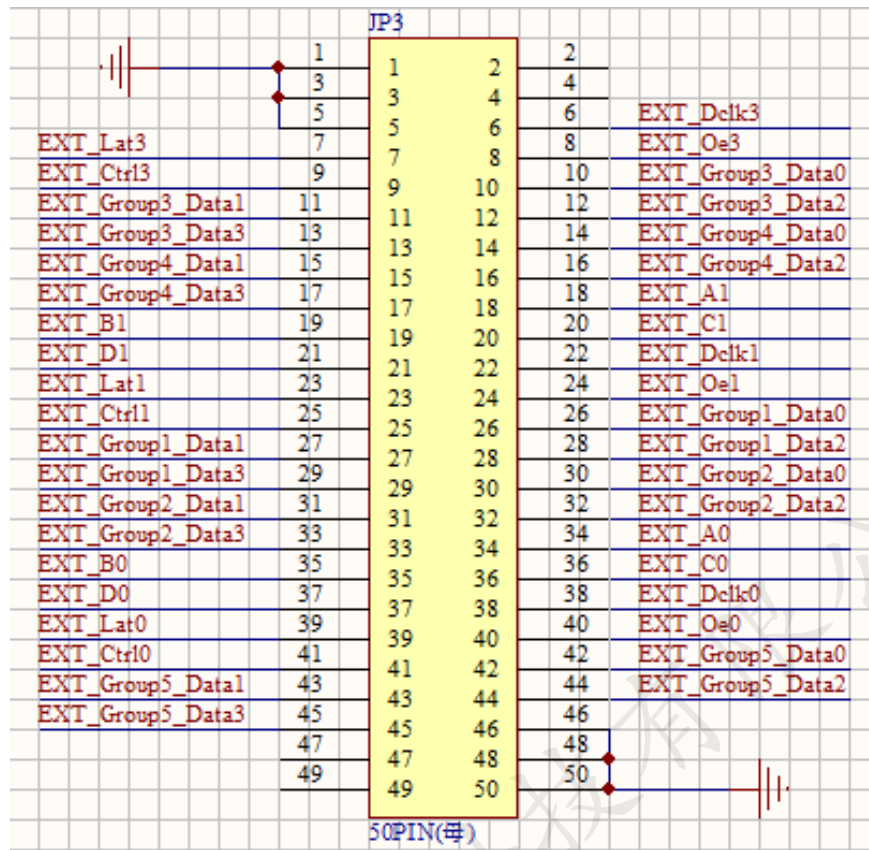 JP3
1 1 2 2
3 3 4 4
5 5 6 6 EXT_Dclk3
EXT_Lat3 7 7 8 8 EXT_Oe3
EXT_Ctrl3 9 9 10 10 EXT_Group3_Data0
EXT_Group3_Data1 11 11 12 12 EXT_Group3_Data2
EXT_Group3_Data3 13 13 14 14 EXT_Group4_Data0
EXT_Group4_Data1 15 15 16 16 EXT_Group4_Data2
EXT_Group4_Data3 17 17 18 18 EXT_A1
EXT_B1 19 19 20 20 EXT_C1
EXT_D1 21 21 22 22 EXT_Dclk1
EXT_Lat1 23 23 24 24 EXT_Oe1
EXT_Ctrl1 25 25 26 26 EXT_Group1_Data0
EXT_Group1_Data1 27 27 28 28 EXT_Group1_Data2
EXT_Group1_Data3 29 29 30 30 EXT_Group2_Data0
EXT_Group2_Data1 31 31 32 32 EXT_Group2_Data2
EXT_Group2_Data3 33 33 34 34 EXT_A0
EXT_B0 35 35 36 36 EXT_C0
EXT_D0 37 37 38 38 EXT_Dclk0
EXT_Lat0 39 39 40 40 EXT_Oe0
EXT_Ctrl0 41 41 42 42 EXT_Group5_Data0
EXT_Group5_Data1 43 43 44 44 EXT_Group5_Data2
EXT_Group5_Data3 45 45 46 46
47 47 48 48
49 49 50 50
50PIN(母)
技有限公